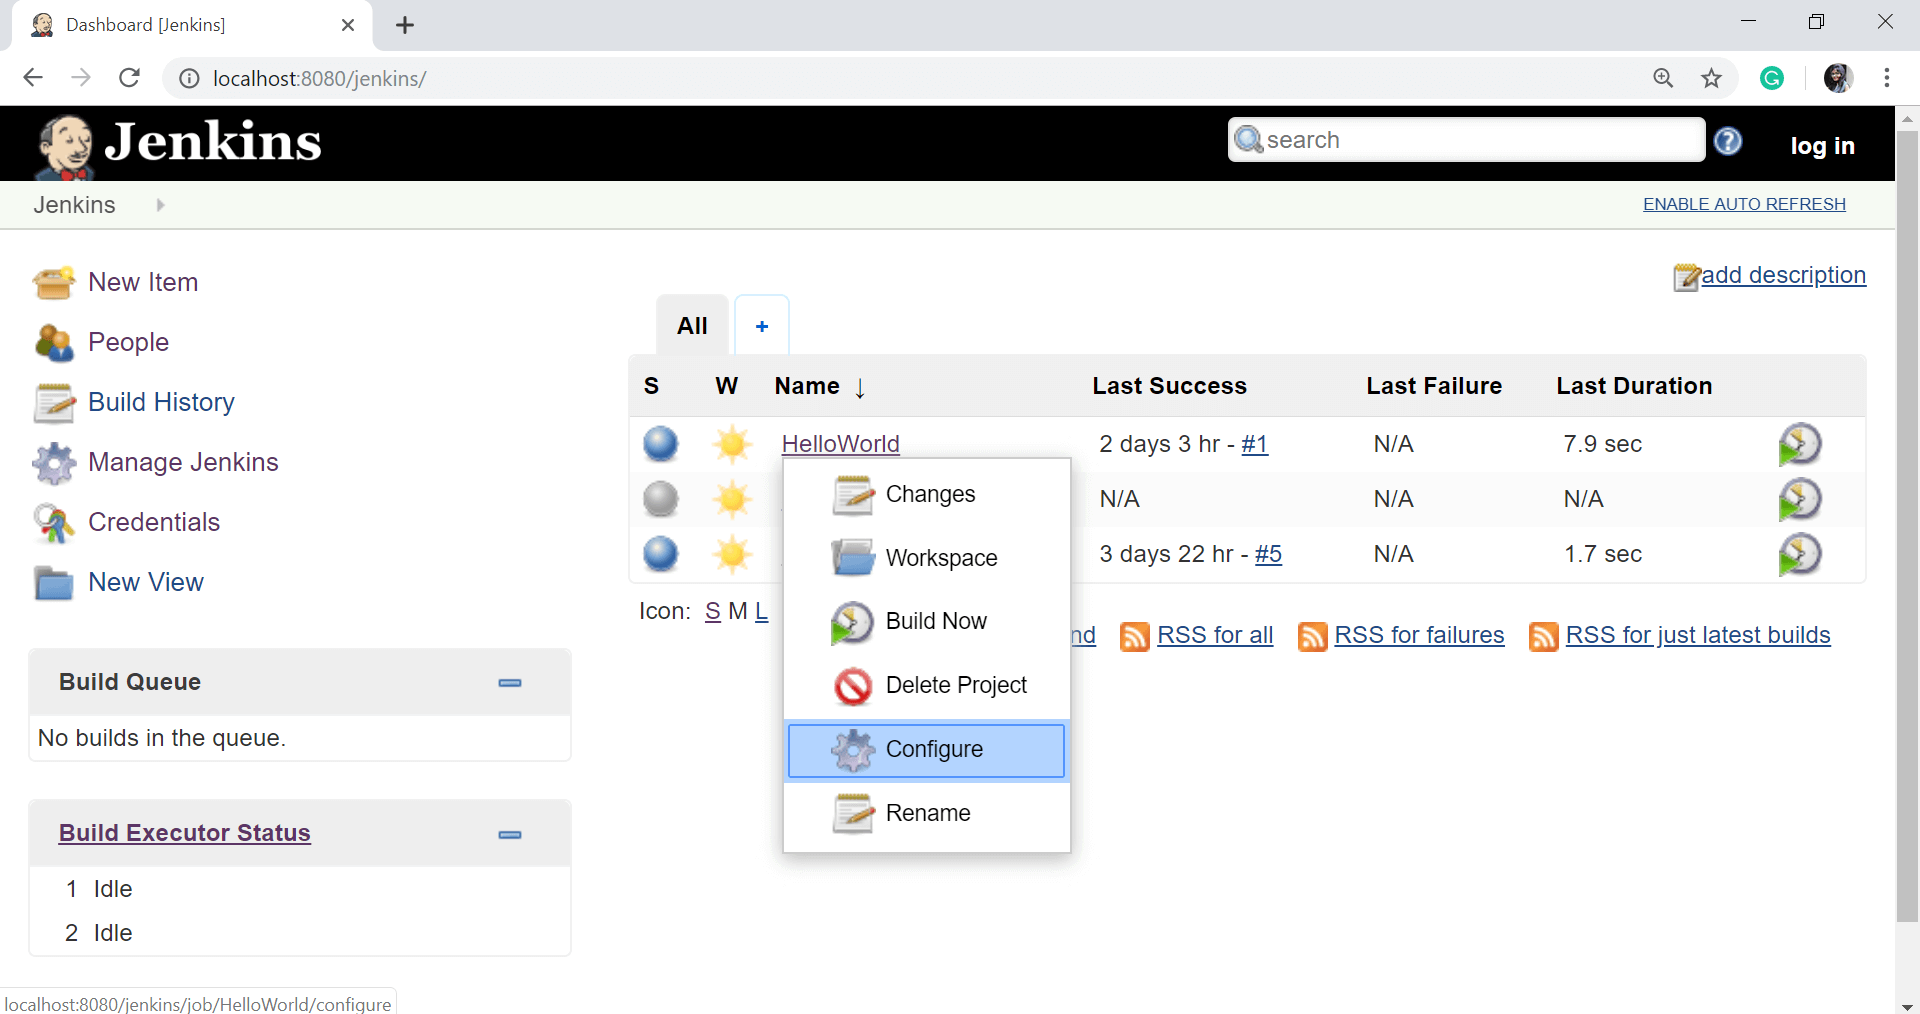 Dashboard [Jenkins]
localhost:8080/jenkins/
Jenkins
search
log in
Jenkins
ENABLE AUTO REFRESH
New Item
People
Build History
Manage Jenkins
Credentials
New View
add description
All +
S W Name ↓ Last Success Last Failure Last Duration
HelloWorld 2 days 3 hr - #1 N/A 7.9 sec
N/A N/A N/A
3 days 22 hr - #5 N/A 1.7 sec
Changes
Workspace
Build Now
Delete Project
Configure
Rename
Icon: S M L
nd RSS for all RSS for failures RSS for just latest builds
Build Queue
No builds in the queue.
Build Executor Status
1 Idle
2 Idle
localhost:8080/jenkins/job/HelloWorld/configure